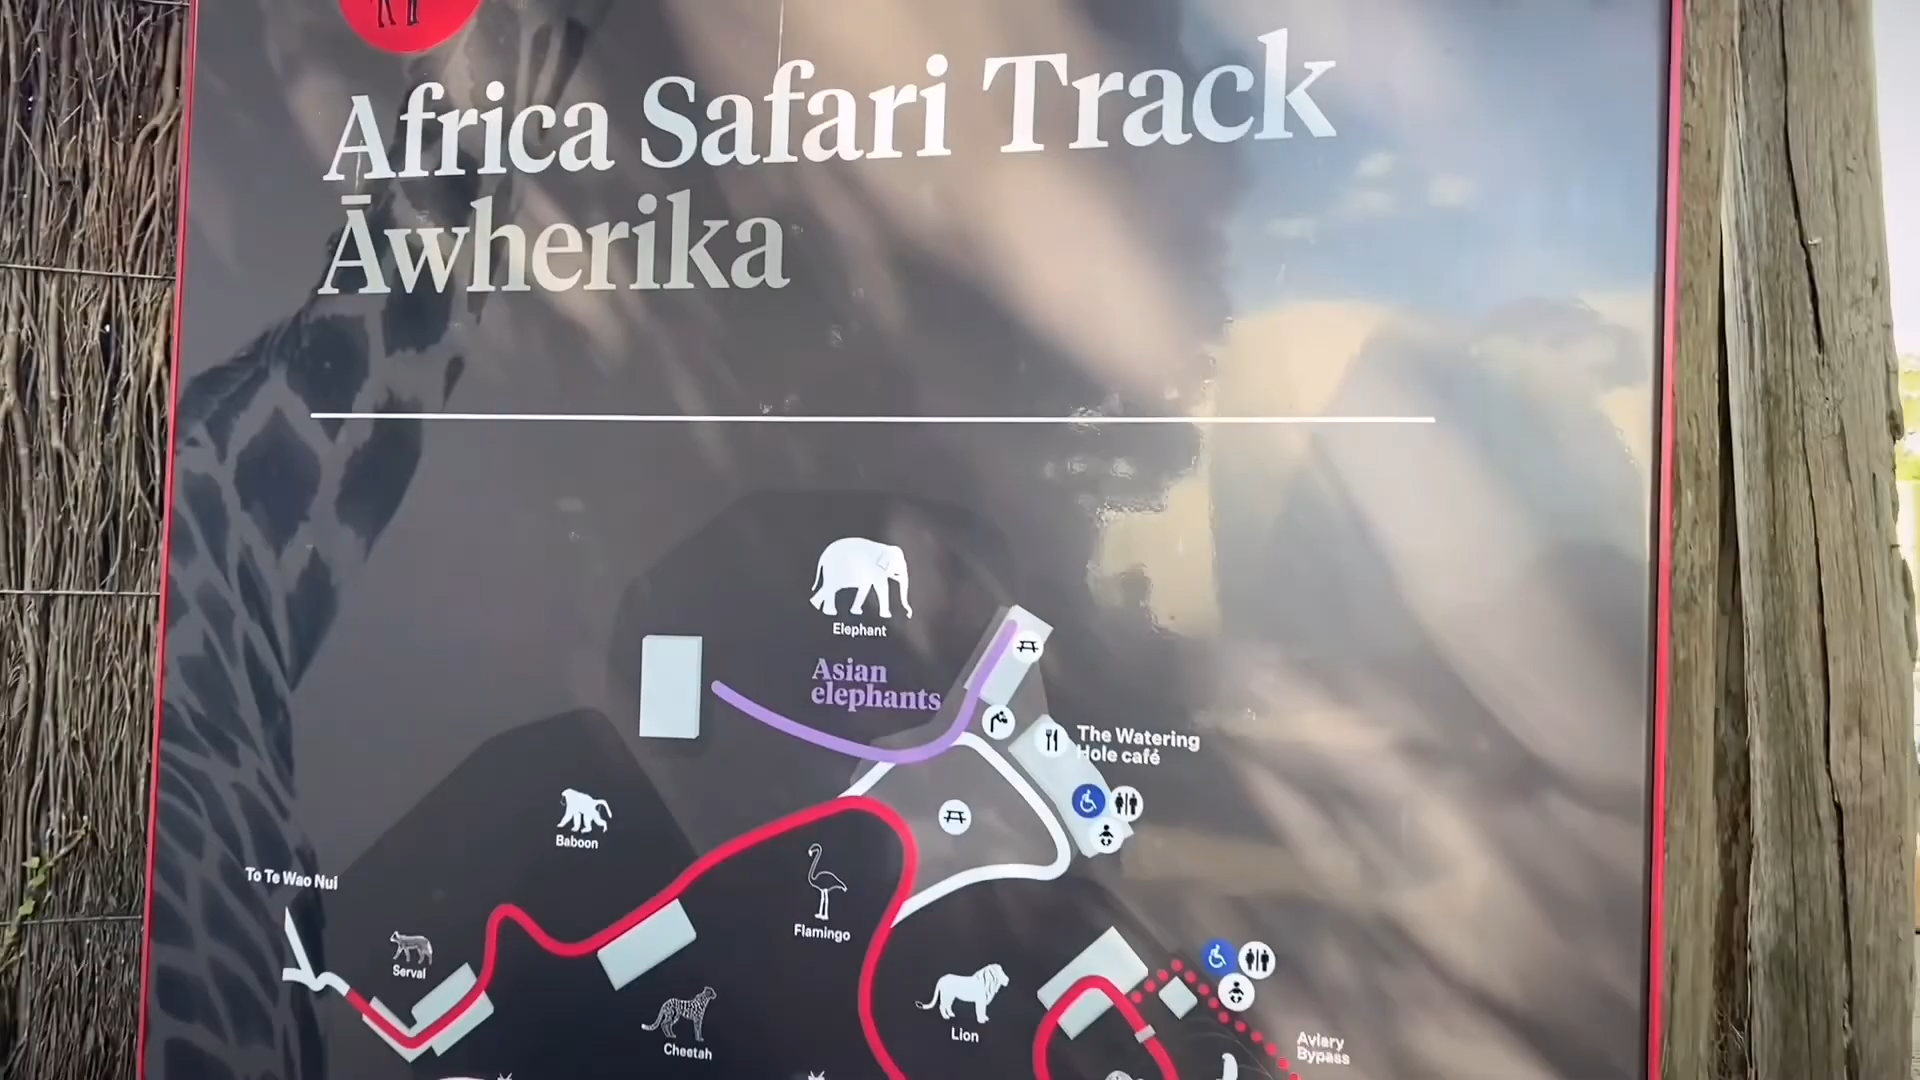 Africa Safari Track
Āwherika
Elephant
Asian
elephants
The Watering
Hole café
Baboon
To Te Wao Nui
Flamingo
Serval
Lion
Cheetah
Aviary
Bypass